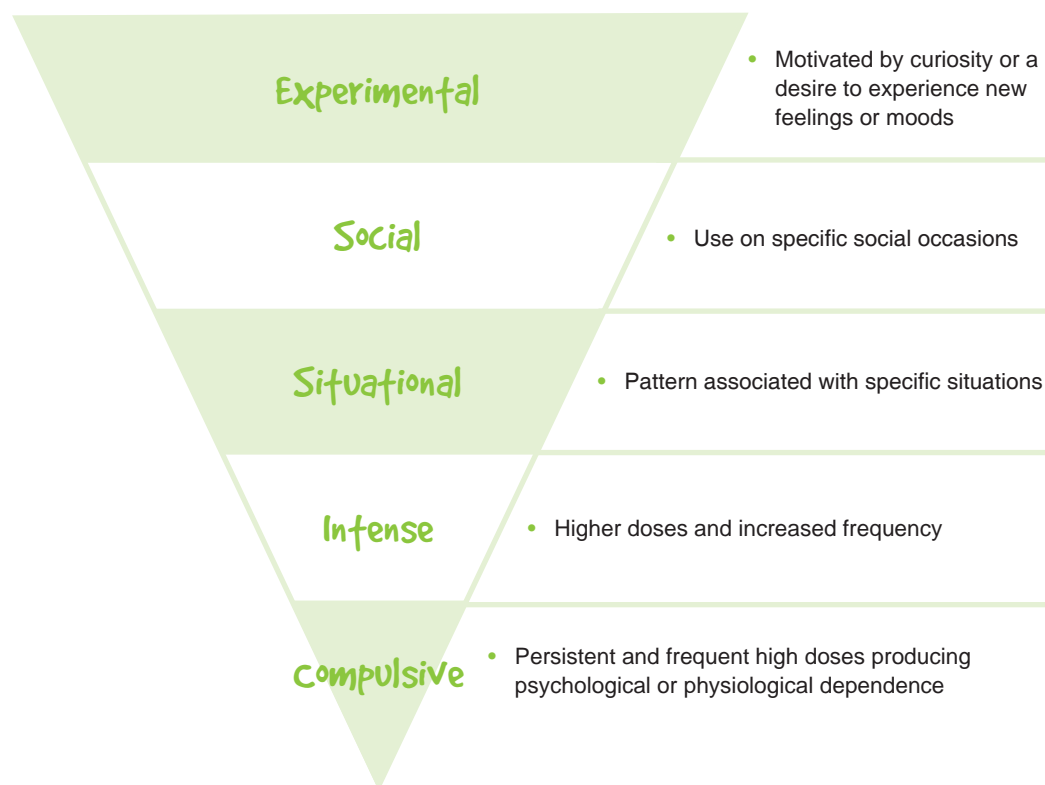 Experimental
• Motivated by curiosity or a
desire to experience new
feelings or moods
Social
• Use on specific social occasions
Situational
• Pattern associated with specific situations
Intense
• Higher doses and increased frequency
Compulsive
• Persistent and frequent high doses producing
psychological or physiological dependence